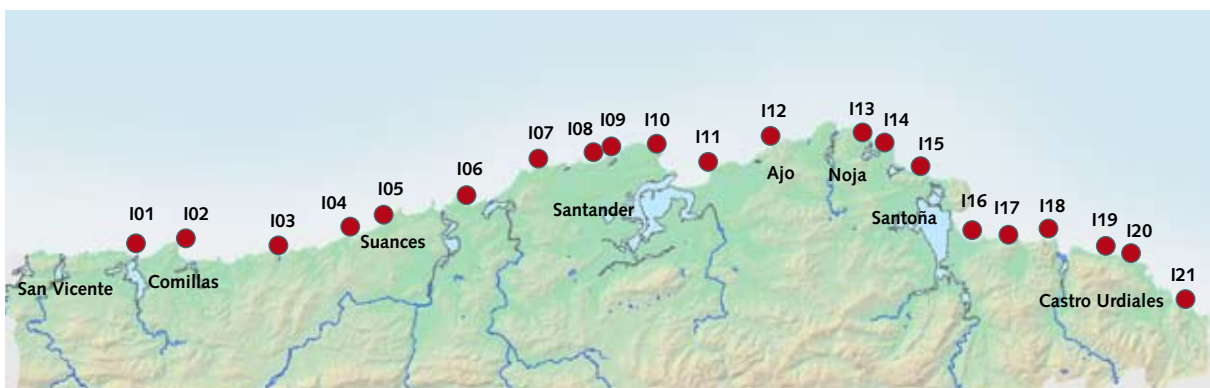 I01
I02
I03
I04
I05
I06
I07
I08
I09
I10
I11
I12
I13
I14
I15
I16
I17
I18
I19
I20
I21
San Vicente
Comillas
Suances
Santander
Ajo
Noja
Santoña
Castro Urdiales